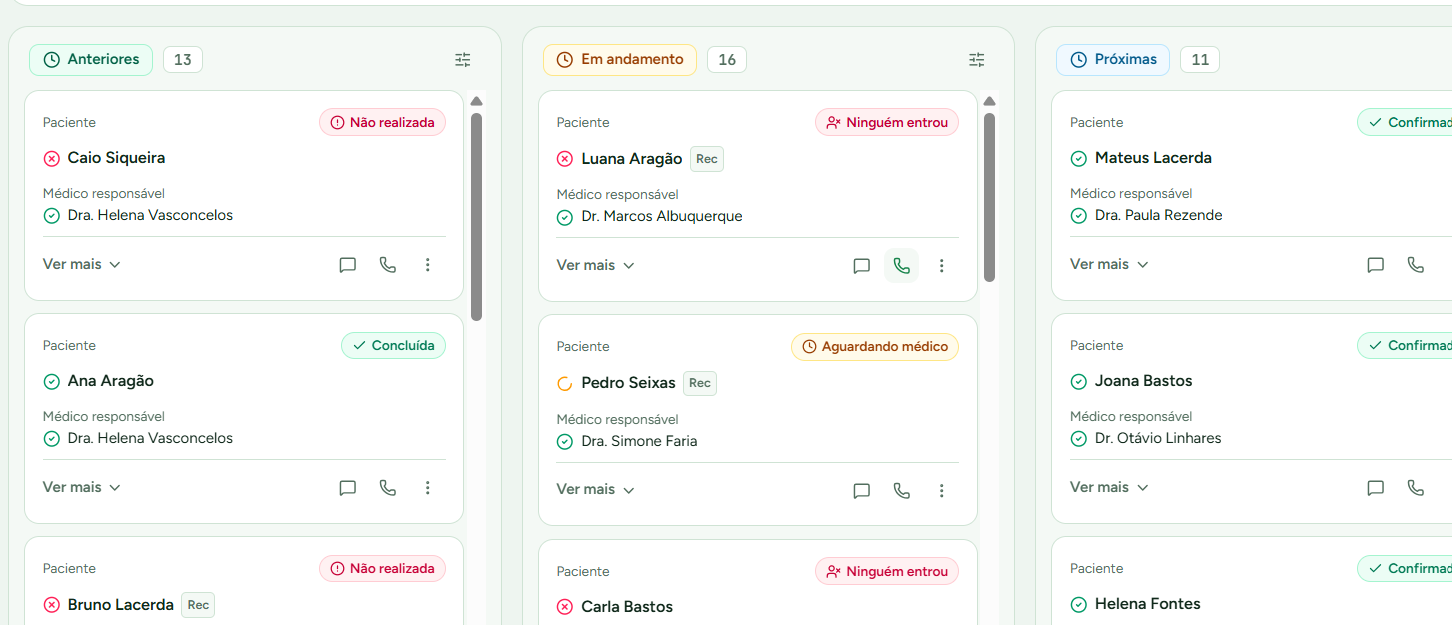 Anteriores 13
Paciente Não realizada
Caio Siqueira
Médico responsável
Dra. Helena Vasconcelos
Ver mais
Paciente Concluída
Ana Aragão
Médico responsável
Dra. Helena Vasconcelos
Ver mais
Paciente Não realizada
Bruno Lacerda Rec
Em andamento 16
Paciente Ninguém entrou
Luana Aragão Rec
Médico responsável
Dr. Marcos Albuquerque
Ver mais
Paciente Aguardando médico
Pedro Seixas Rec
Médico responsável
Dra. Simone Faria
Ver mais
Paciente Ninguém entrou
Carla Bastos
Próximas 11
Paciente Confirmad
Mateus Lacerda
Médico responsável
Dra. Paula Rezende
Ver mais
Paciente Confirmad
Joana Bastos
Médico responsável
Dr. Otávio Linhares
Ver mais
Paciente Confirmad
Helena Fontes